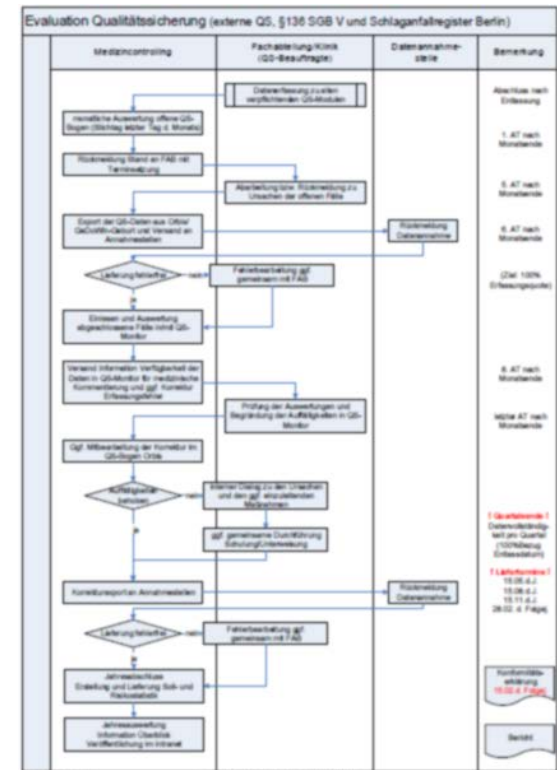 Evaluation Qualitätssicherung (externe QS, §136 SGB V und Schlaganfallregister Berlin)
Medizincontrolling
Fachabteilung/Klinik
(QS-Beauftragte)
Datenannahme-
stelle
Bemerkung
Datenerfassung zu allen
verpflichtenden QS-Modulen
Abschluss nach
Entlassung
monatliche Auswertung offene QS-
Bogen (Stichtag letzter Tag d. Monats)
1. AT nach
Monatsende
Rückmeldung Stand an FAB mit
Terminsetzung
Abarbeitung bzw. Rückmeldung zu
Ursachen der offenen Fälle
5. AT nach
Monatsende
Export der QS-Daten aus Orbis/
GeDoWin-Geburt und Versand an
Annahmestellen
Rückmeldung
Datenannahme
6. AT nach
Monatsende
Lieferung fehlerfrei
nein
Fehlerbearbeitung ggf.
gemeinsam mit FAB
(Ziel: 100%
Erfassungsquote)
ja
Einlesen und Auswertung
abgeschlossene Fälle in QS-
Monitor
Versand Information Verfügbarkeit der
Daten in QS-Monitor für medizinische
Kommentierung und ggf. Korrektur
Erfassungsfehler
8. AT nach
Monatsende
Prüfung der Auswertungen und
Begründung der Auffälligkeiten in QS-
Monitor
letzter AT nach
Monatsende
Ggf. Mitbearbeitung der Korrektur im
QS-Bogen Orbis
Auffälligkeiten
behoben
nein
interner Dialog zu den Ursachen
und den ggf. einzuleitenden
Maßnahmen
ja
ggf. gemeinsame Durchführung
Schulung/Unterweisung
! Quartalsende !
Datenvollständig-
keit pro Quartal
(100%Bezug
Entlassdatum)
! Liefertermine !
15.05.d.J.
15.08.d.J.
15.11.d.J.
28.02. d. Folgej.
Korrekturexport an Annahmestellen
Rückmeldung
Datenannahme
Lieferung fehlerfrei
nein
Fehlerbearbeitung ggf.
gemeinsam mit FAB
ja
Jahresabschluss
Erstellung und Lieferung Soll- und
Risikostatistik
Konformitäts-
erklärung
15.02.d. Folgej.
Jahresauswertung
Information Überblick
Veröffentlichung im Intranet
Bericht